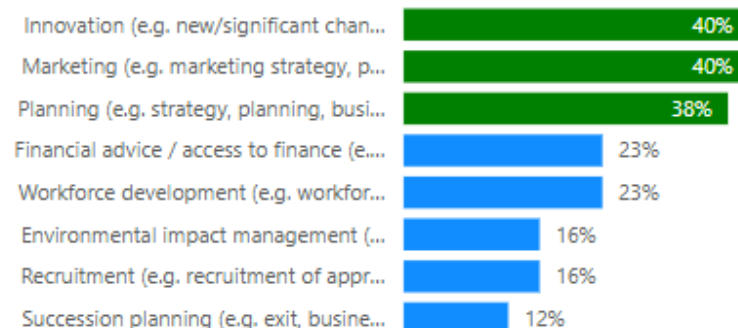 Innovation (e.g. new/significant chan... 40%
Marketing (e.g. marketing strategy, p... 40%
Planning (e.g. strategy, planning, busi... 38%
Financial advice / access to finance (e.... 23%
Workforce development (e.g. workfor... 23%
Environmental impact management (... 16%
Recruitment (e.g. recruitment of appr... 16%
Succession planning (e.g. exit, busine... 12%